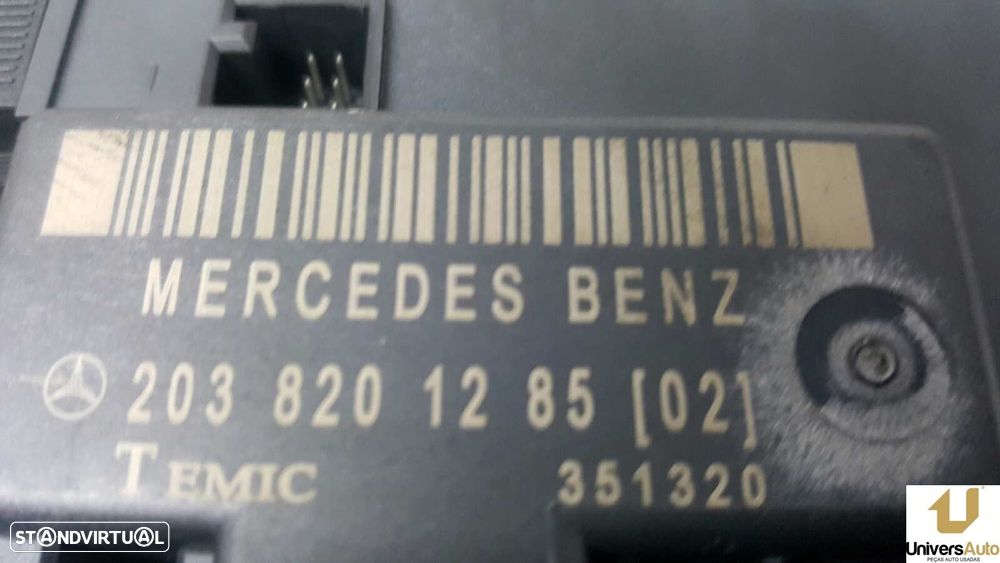 MERCEDES BENZ
203 820 12 85 [02]
TEMIC 351320
STANDVIRTUAL
UniversAuto
PEÇAS AUTO USADAS